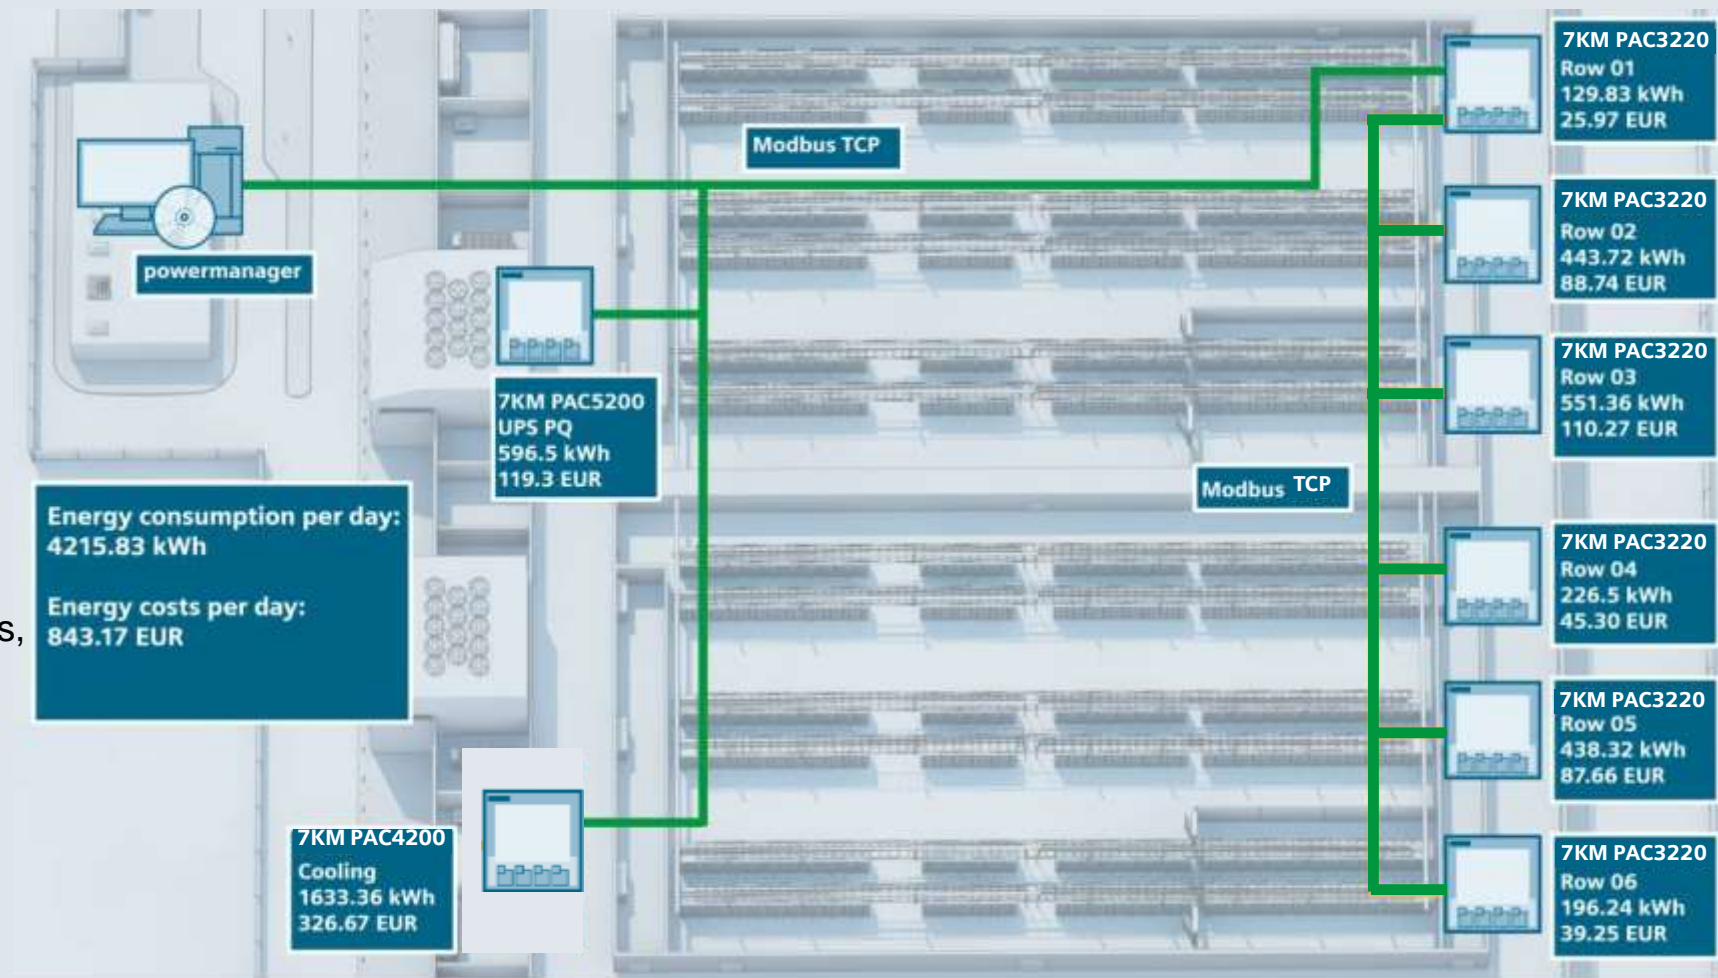 7KM PAC3220
Row 01
129.83 kWh
25.97 EUR
Modbus TCP
7KM PAC3220
Row 02
443.72 kWh
88.74 EUR
powermanager
7KM PAC3220
Row 03
551.36 kWh
110.27 EUR
7KM PAC5200
UPS PQ
596.5 kWh
119.3 EUR
Modbus TCP
Energy consumption per day:
4215.83 kWh
Energy costs per day:
843.17 EUR
s,
7KM PAC3220
Row 04
226.5 kWh
45.30 EUR
7KM PAC3220
Row 05
438.32 kWh
87.66 EUR
7KM PAC4200
Cooling
1633.36 kWh
326.67 EUR
7KM PAC3220
Row 06
196.24 kWh
39.25 EUR